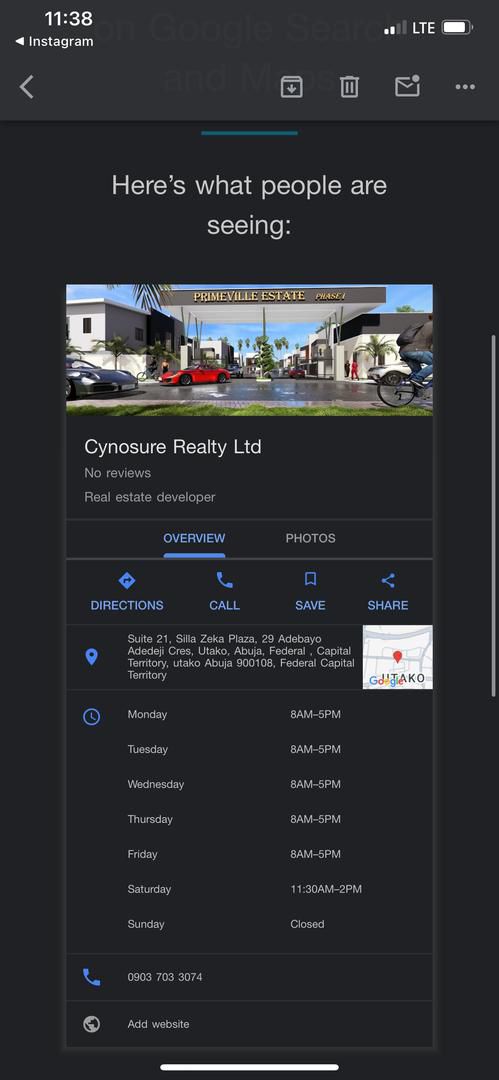 11:38
LTE
◄ Instagram
on Google Search
and Maps
Here's what people are
seeing:
PRIMEVILLE ESTATE PHASE I
Cynosure Realty Ltd
No reviews
Real estate developer
OVERVIEW PHOTOS
DIRECTIONS CALL SAVE SHARE
Suite 21, Silla Zeka Plaza, 29 Adebayo
Adedeji Cres, Utako, Abuja, Federal , Capital
Territory, utako Abuja 900108, Federal Capital
Territory
UTAKO
Google
Monday 8AM–5PM
Tuesday 8AM–5PM
Wednesday 8AM–5PM
Thursday 8AM–5PM
Friday 8AM–5PM
Saturday 11:30AM–2PM
Sunday Closed
0903 703 3074
Add website